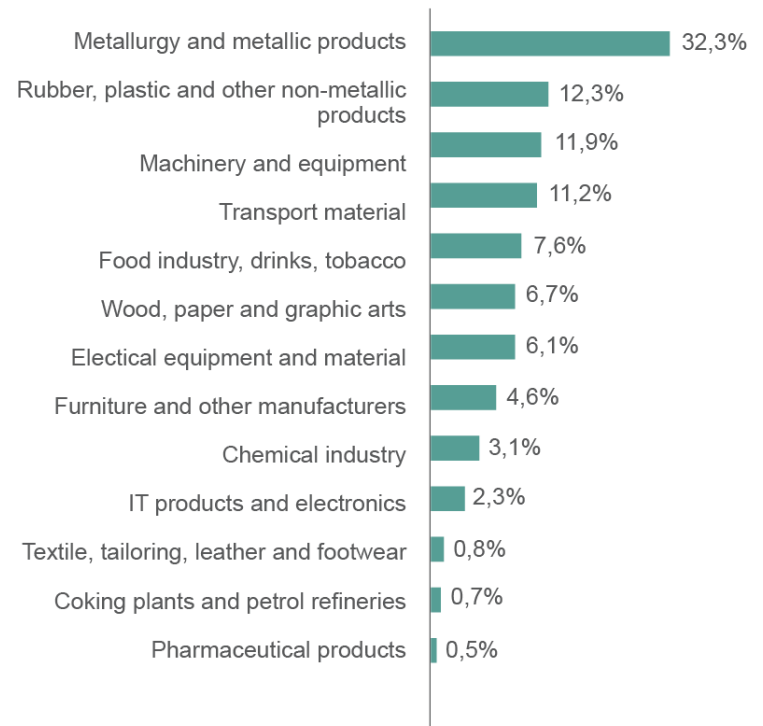 Metallurgy and metallic products 32,3%
Rubber, plastic and other non-metallic
products 12,3%
Machinery and equipment 11,9%
Transport material 11,2%
Food industry, drinks, tobacco 7,6%
Wood, paper and graphic arts 6,7%
Electical equipment and material 6,1%
Furniture and other manufacturers 4,6%
Chemical industry 3,1%
IT products and electronics 2,3%
Textile, tailoring, leather and footwear 0,8%
Coking plants and petrol refineries 0,7%
Pharmaceutical products 0,5%